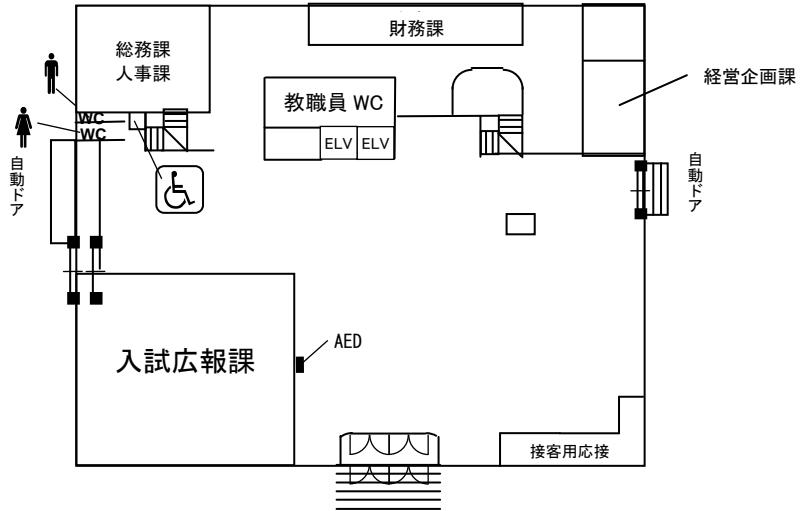 財務課
総務課
人事課
経営企画課
教職員 WC
WC
WC
ELV
ELV
自動ドア
自動ドア
AED
入試広報課
接客用応接